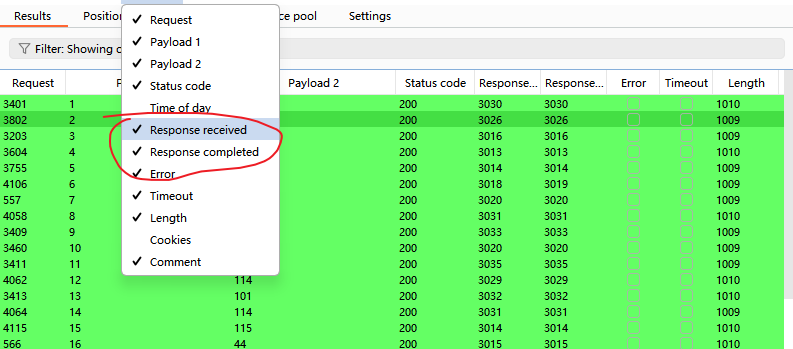 Results Position ce pool Settings
Filter: Showing
Request
Payload 1
Payload 2
Status code
Time of day
Response received
Response completed
Error
Timeout
Length
Cookies
Comment
Request P Payload 2 Status code Response... Response... Error Timeout Length
3401 1 200 3030 3030 1010
3802 2 200 3026 3026 1009
3203 3 200 3016 3016 1009
3604 4 200 3013 3013 1010
3755 5 200 3014 3014 1009
4106 6 200 3018 3019 1009
557 7 200 3020 3020 1009
4058 8 200 3031 3031 1010
3409 9 200 3033 3033 1009
3460 10 200 3020 3020 1009
3411 11 200 3035 3035 1009
4062 12 114 200 3029 3029 1010
3413 13 101 200 3032 3032 1010
4064 14 114 200 3031 3031 1009
4115 15 115 200 3014 3014 1010
566 16 44 200 3015 3015 1010